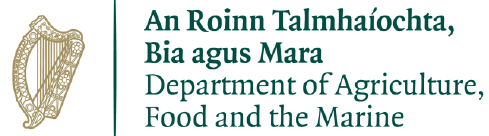 An Roinn Talmhaíochta,
Bia agus Mara
Department of Agriculture,
Food and the Marine